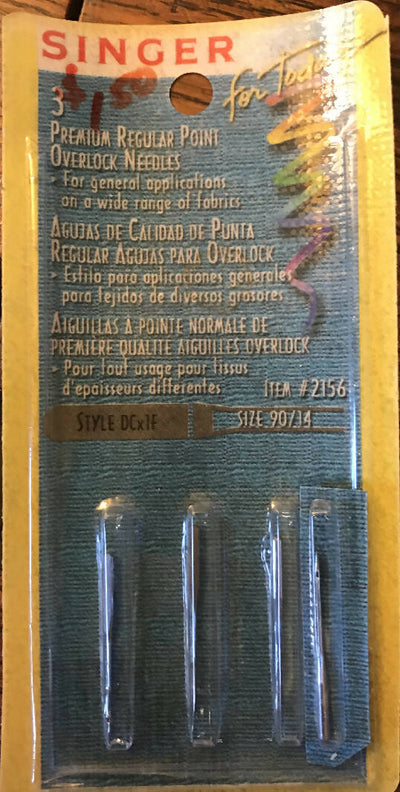 SINGER
for Today
$1.50
3
PREMIUM REGULAR POINT
OVERLOCK NEEDLES
> For general applications
on a wide range of fabrics
AGUJAS DE CALIDAD DE PUNTA
REGULAR AGUJAS PARA OVERLOCK
> Estilo para aplicaciones generales
para tejidos de diversos grosores
AIGUILLAS A POINTE NORMALE DE
PREMIÈRE QUALITE AIGUILLES OVERLOCK
> Pour tout usage pour tissus
d'epaisseurs différentes
ITEM #2156
STYLE DCx1F
SIZE 90/14